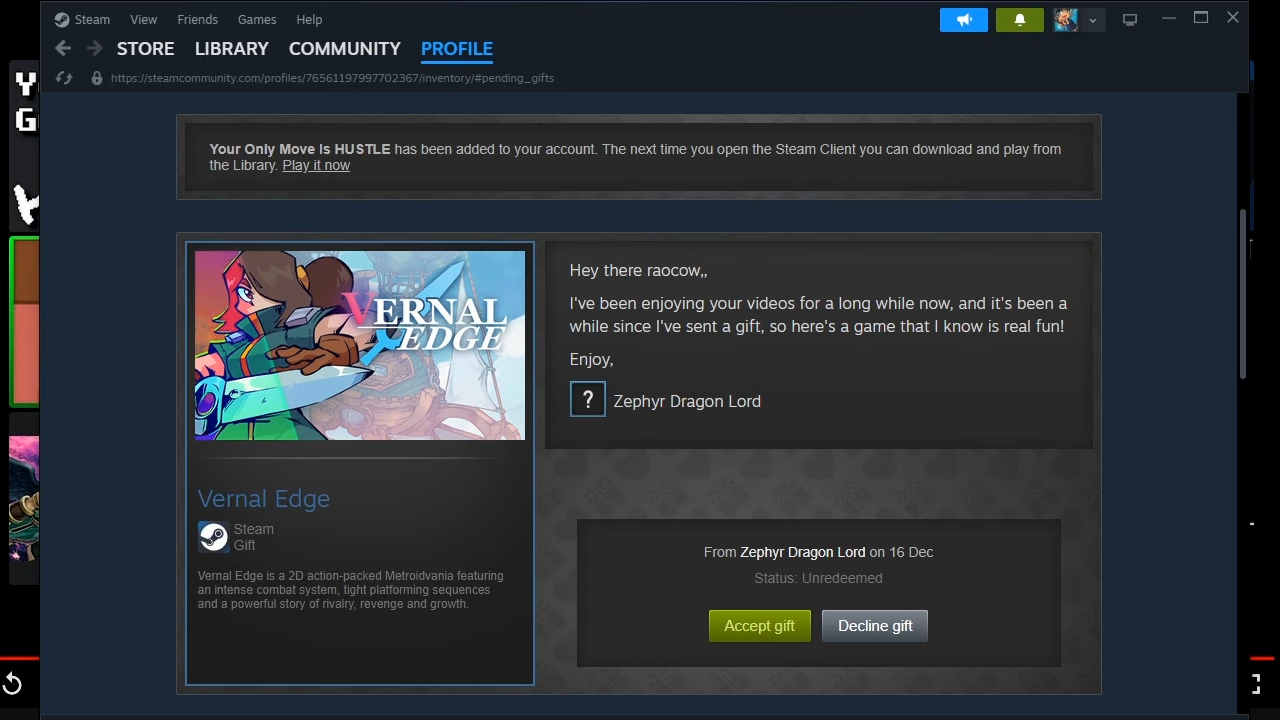 Steam View Friends Games Help
STORE LIBRARY COMMUNITY PROFILE
https://steamcommunity.com/profiles/76561197997702367/inventory/#pending_gifts
Your Only Move Is HUSTLE has been added to your account. The next time you open the Steam Client you can download and play from
the Library. Play it now
VERNAL
EDGE
Hey there raocow,,
I've been enjoying your videos for a long while now, and it's been a
while since I've sent a gift, so here's a game that I know is real fun!
Enjoy,
? Zephyr Dragon Lord
Vernal Edge
Steam
Gift
Vernal Edge is a 2D action-packed Metroidvania featuring
an intense combat system, tight platforming sequences
and a powerful story of rivalry, revenge and growth.
From Zephyr Dragon Lord on 16 Dec
Status: Unredeemed
Accept gift Decline gift